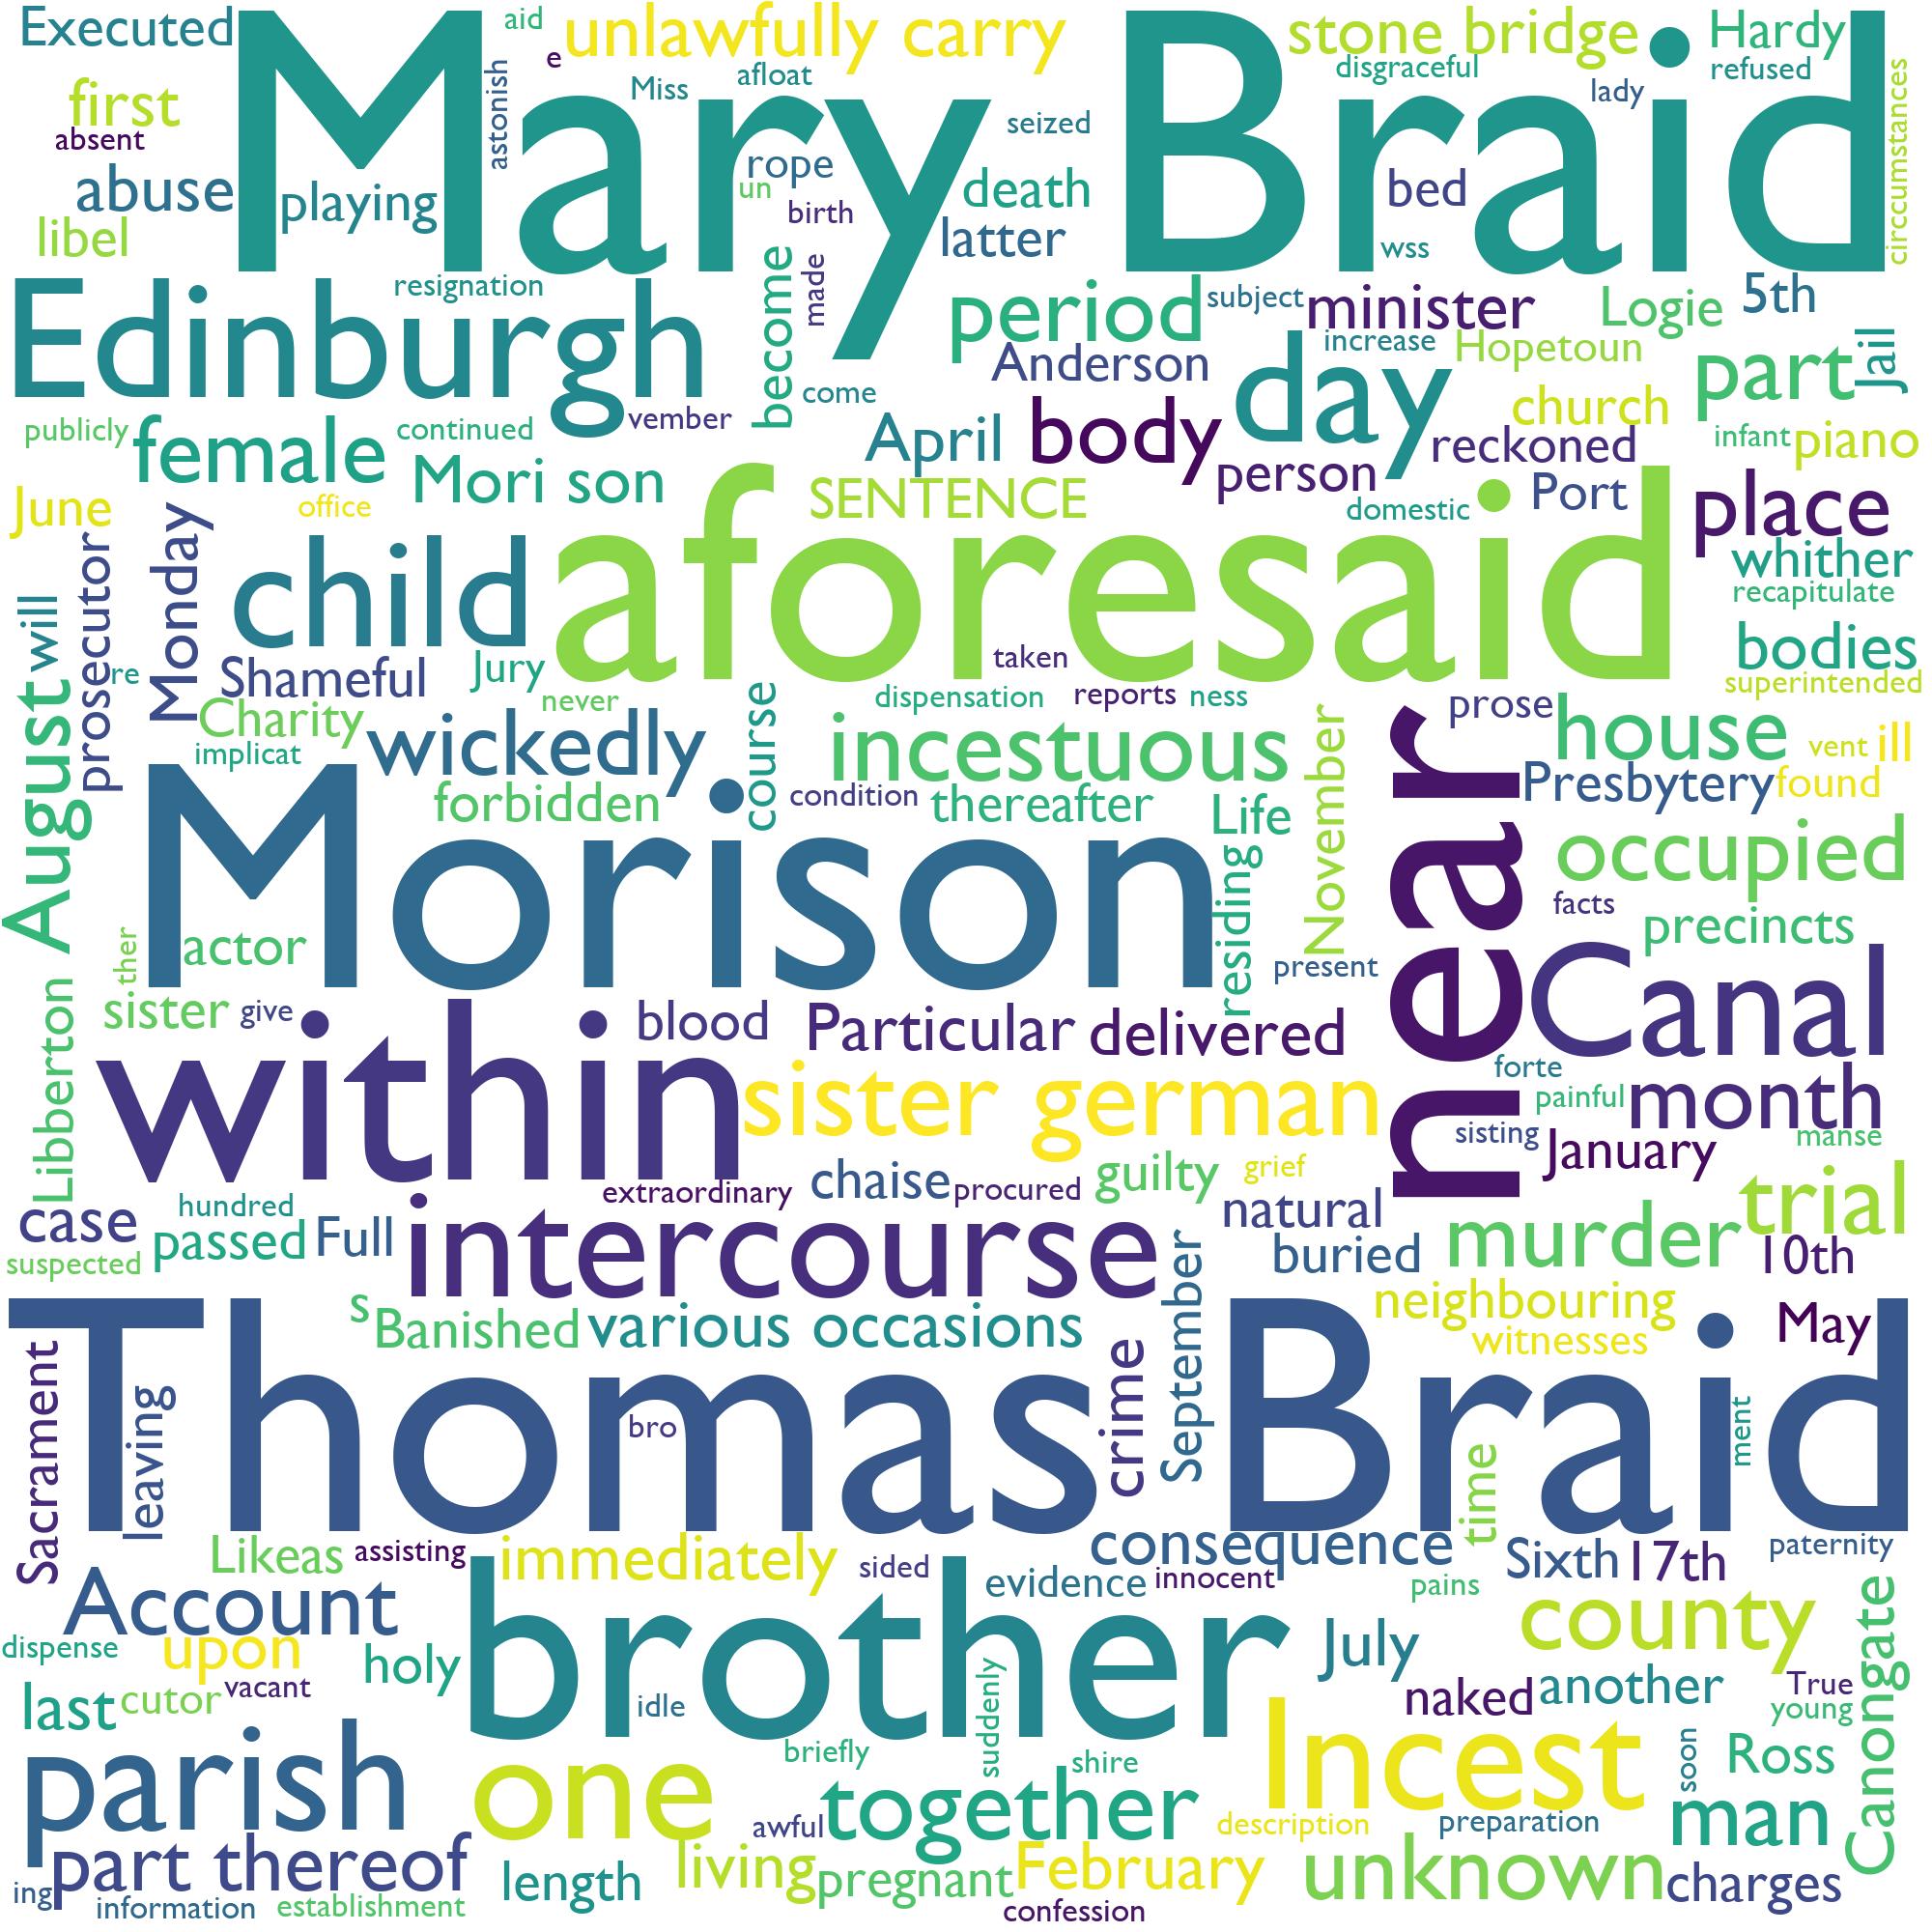 Executed
Mary Braid
aid
unlawfully carry
stone bridge
Hardy
e
Miss
afloat
disgraceful
refused
first
absent
astonish
seized
lady
circcumstances
abuse
playing
rope
un
birth
death
bed
libel
latter
wss
Edinburgh
resignation
become
made
period
subject
minister
Logie
5th
increase
Hopetoun
Jail
Anderson
day
part
come
publicly
female
continued
vember
April
body
church
reckoned
infant
piano
Mori son
person
June
office
SENTENCE
domestic
Port
place
prosecutor
Monday
child
aforesaid
whither
recapitulate
will
re
Shameful
Jury
taken
bodies
superintended
August
Charity
never
course
dispensation
reports
ness
near
prose
house
vent
ill
implicat
wickedly
incestuous
November
Presbytery
found
forbidden
condition
thereafter
Life
Morison
residing
occupied
facts
precincts
ther
actor
present
Canal
Libberton
sister
give
within
blood
Particular
delivered
forte
sister german
painful
month
sisting
January
manse
chaise
procured
guilty
grief
extraordinary
hundred
case
passed
Full
intercourse
natural
murder
trial
suspected
buried
10th
September
s
Banished
various occasions
neighbouring
witnesses
May
Thomas Braid
Sacrament
leaving
bro
crime
time
ment
Likeas
assisting
immediately
sided
consequence
Sixth
17th
paternity
Account
brother
evidence
innocent
pains
county
Canongate
dispense
upon
holy
July
last
cutor
vacant
idle
suddenly
naked
another
True
young
parish
one
briefly
shire
Incest
soon
Ross
together
awful
description
preparation
man
part thereof
length
living
pregnant
February
unknown
charges
ing
information
establishment
confession